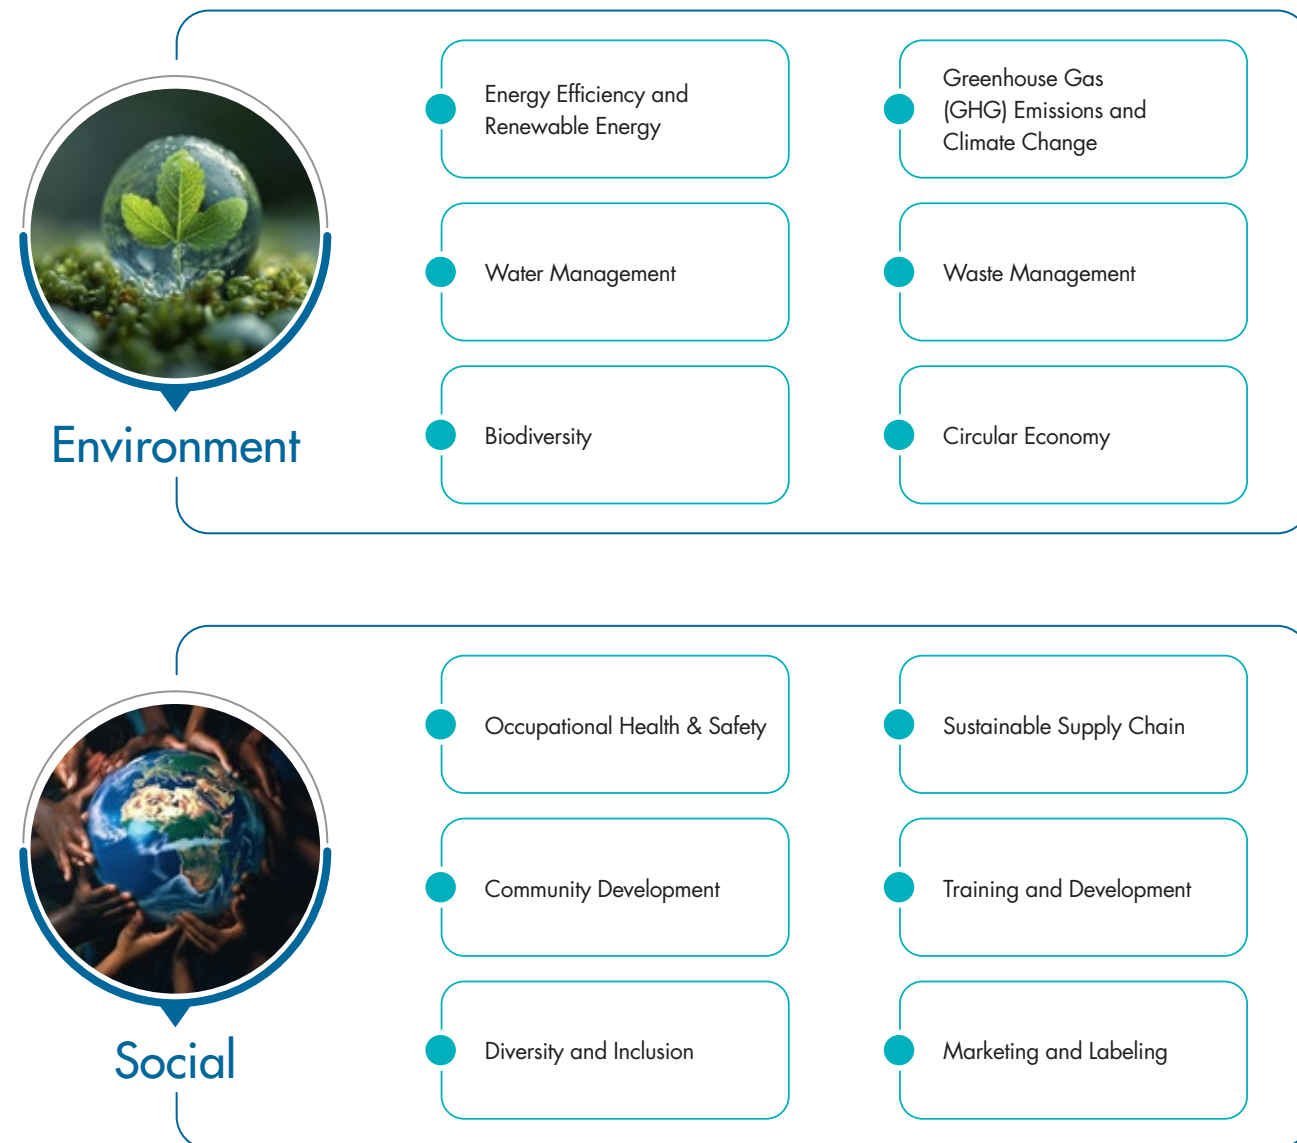 Environment
Energy Efficiency and
Renewable Energy
Greenhouse Gas
(GHG) Emissions and
Climate Change
Water Management
Waste Management
Biodiversity
Circular Economy
Social
Occupational Health & Safety
Sustainable Supply Chain
Community Development
Training and Development
Diversity and Inclusion
Marketing and Labeling